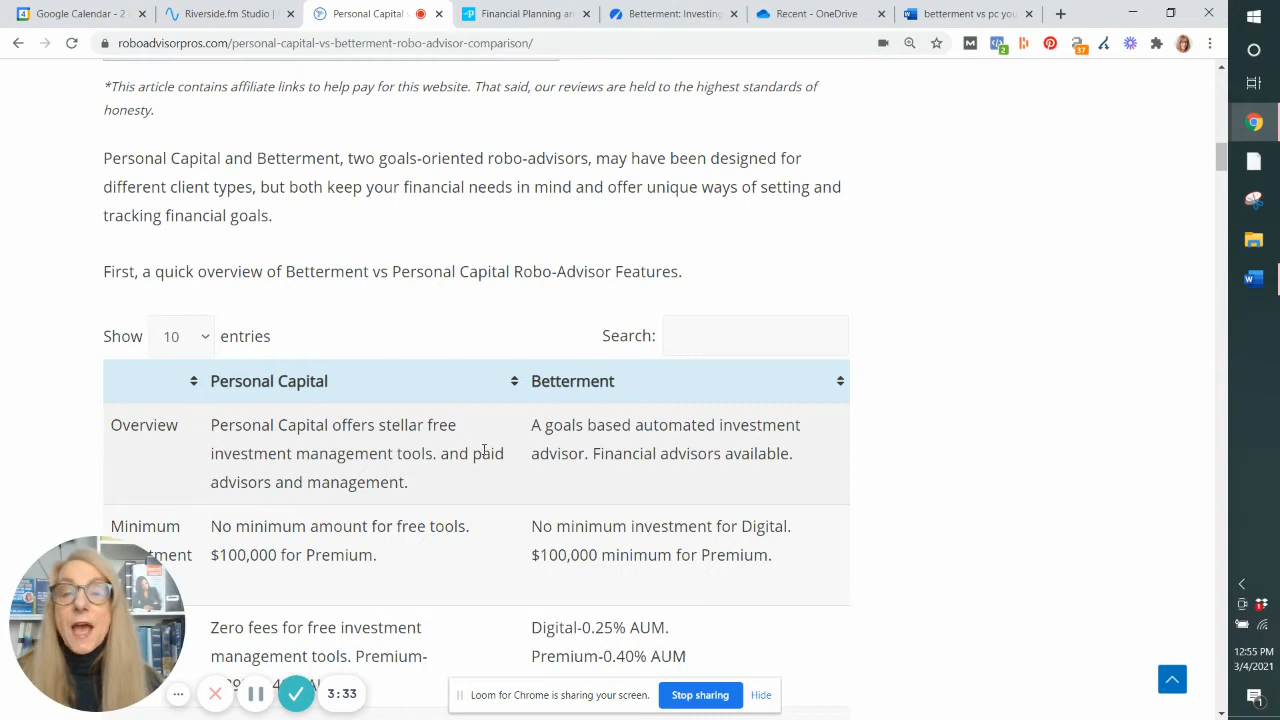 Google Calendar - 
Riverside.fm Studio |
Personal Capital v
Financial Planning an
Betterment: Investing
Recent - OneDrive
betterment vs pc you
roboadvisorpros.com/personal-capital-vs-betterment-robo-advisor-comparison/
2
37
*This article contains affiliate links to help pay for this website. That said, our reviews are held to the highest standards of
honesty.
Personal Capital and Betterment, two goals-oriented robo-advisors, may have been designed for
different client types, but both keep your financial needs in mind and offer unique ways of setting and
tracking financial goals.
First, a quick overview of Betterment vs Personal Capital Robo-Advisor Features.
Show 10 entries Search:
Personal Capital Betterment
Overview
Personal Capital offers stellar free
investment management tools. and paid
advisors and management.
A goals based automated investment
advisor. Financial advisors available.
Minimum
No minimum amount for free tools.
$100,000 for Premium.
No minimum investment for Digital.
$100,000 minimum for Premium.
Zero fees for free investment
management tools. Premium-
Digital-0.25% AUM.
Premium-0.40% AUM
3:33
Loom for Chrome is sharing your screen.
Stop sharing
Hide
1
12:55 PM
3/4/2021
1